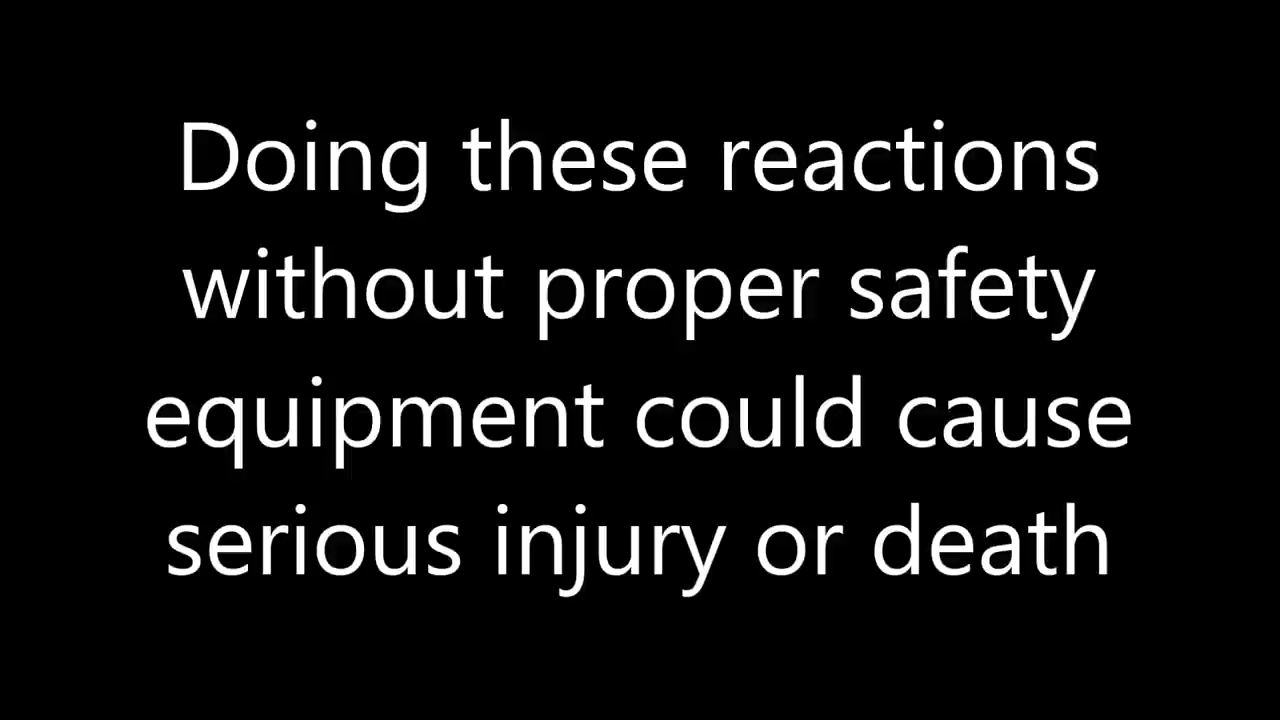 Doing these reactions
without proper safety
equipment could cause
serious injury or death